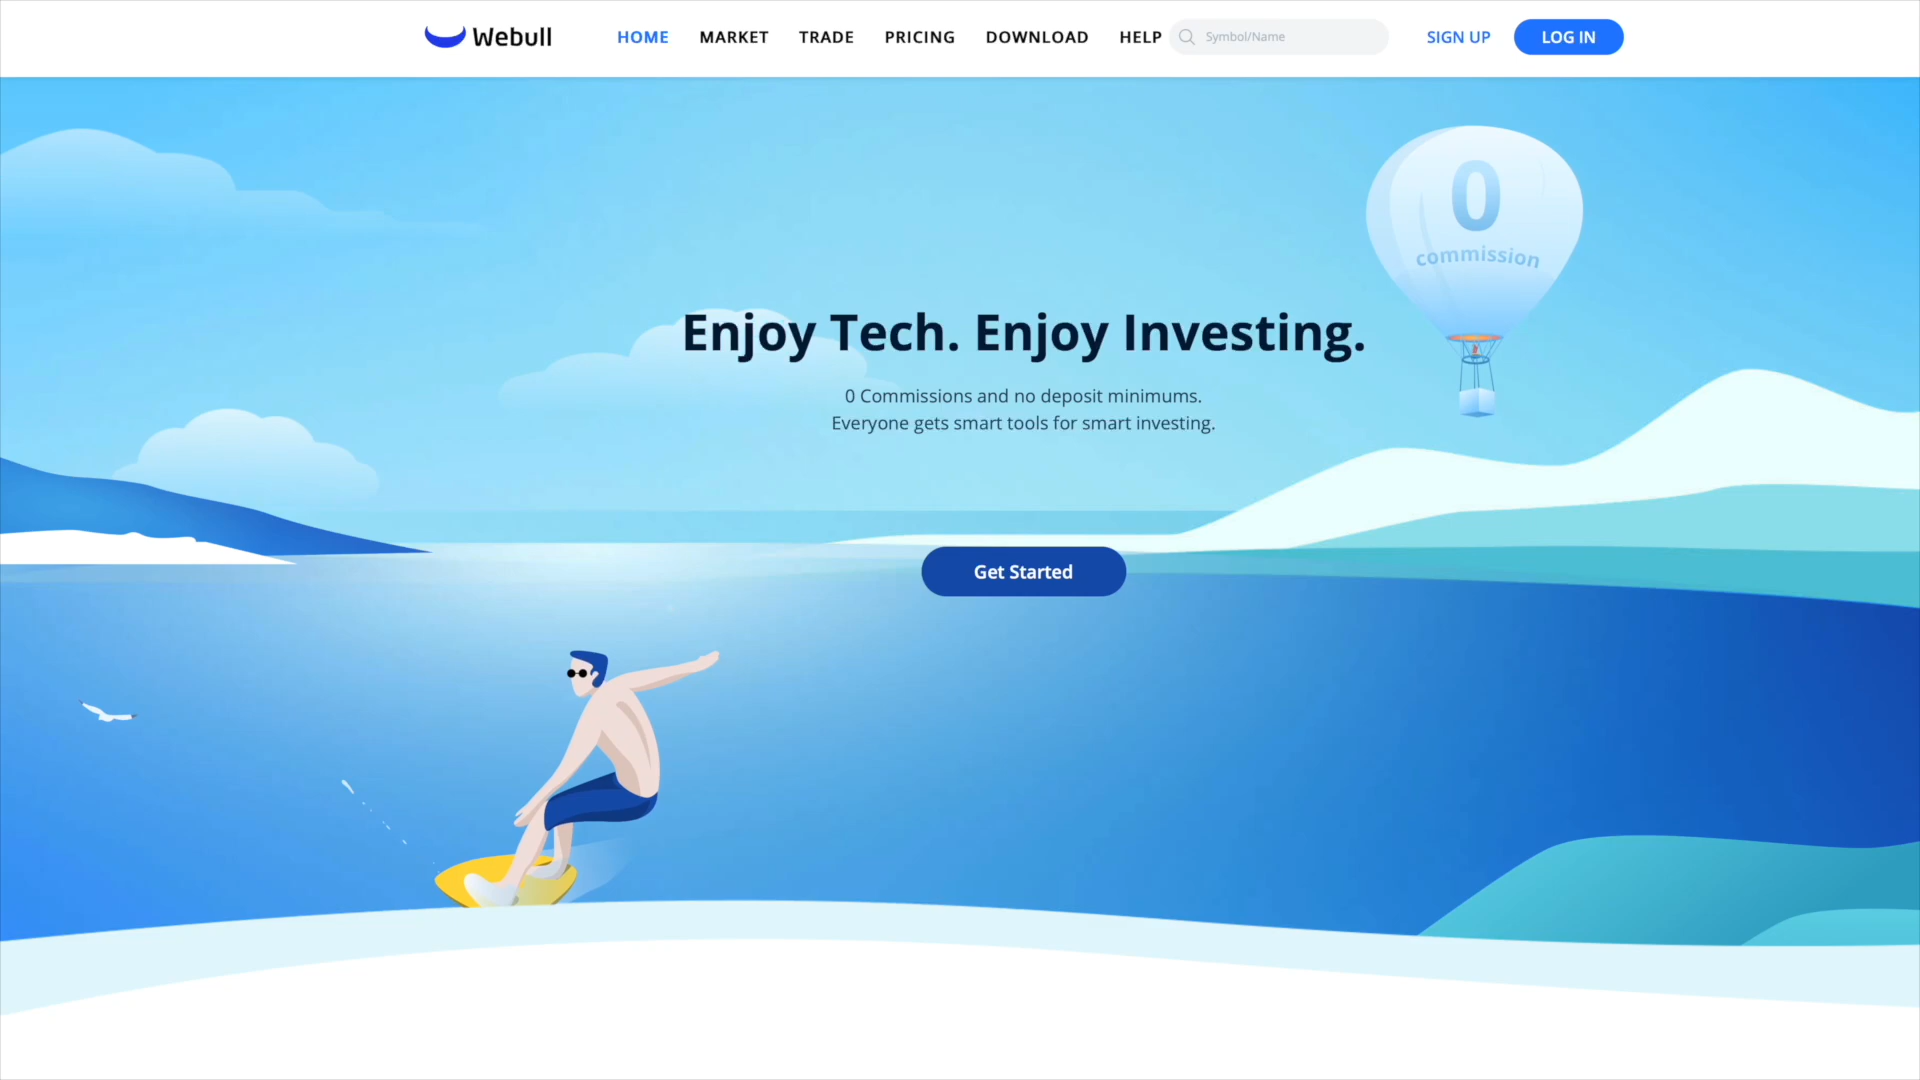 Webull
HOME
MARKET
TRADE
PRICING
DOWNLOAD
HELP
Symbol/Name
SIGN UP
LOG IN
0
commission
Enjoy Tech. Enjoy Investing.
0 Commissions and no deposit minimums.
Everyone gets smart tools for smart investing.
Get Started